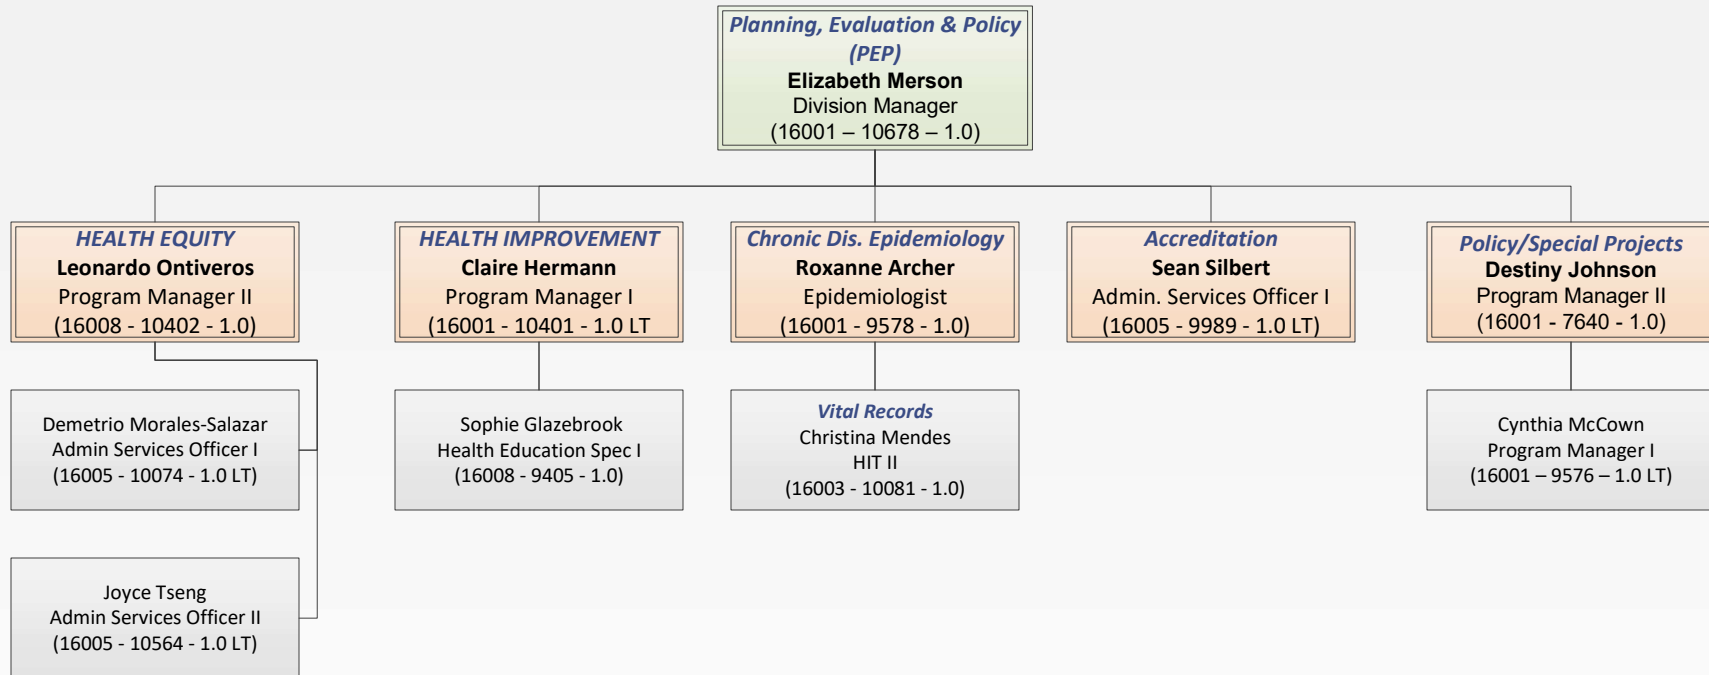 Planning, Evaluation & Policy
(PEP)
Elizabeth Merson
Division Manager
(16001 – 10678 – 1.0)
HEALTH EQUITY
Leonardo Ontiveros
Program Manager II
(16008 - 10402 - 1.0)
HEALTH IMPROVEMENT
Claire Hermann
Program Manager I
(16001 - 10401 - 1.0 LT
Chronic Dis. Epidemiology
Roxanne Archer
Epidemiologist
(16001 - 9578 - 1.0)
Accreditation
Sean Silbert
Admin. Services Officer I
(16005 - 9989 - 1.0 LT)
Policy/Special Projects
Destiny Johnson
Program Manager II
(16001 - 7640 - 1.0)
Demetrio Morales-Salazar
Admin Services Officer I
(16005 - 10074 - 1.0 LT)
Sophie Glazebrook
Health Education Spec I
(16008 - 9405 - 1.0)
Vital Records
Christina Mendes
HIT II
(16003 - 10081 - 1.0)
Cynthia McCown
Program Manager I
(16001 – 9576 – 1.0 LT)
Joyce Tseng
Admin Services Officer II
(16005 - 10564 - 1.0 LT)